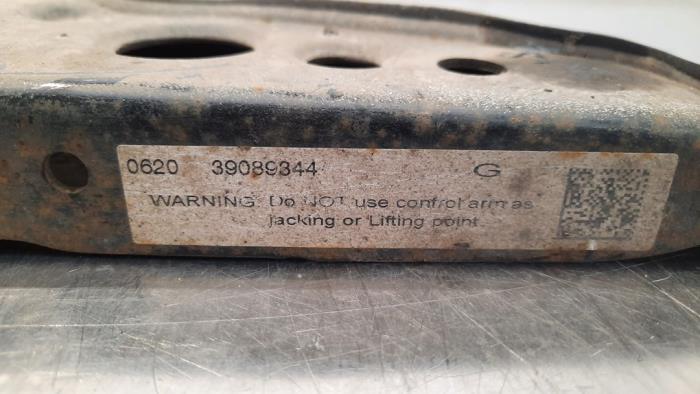 0620 39089344 G
WARNING: Do NOT use control arm as
jacking or Lifting point